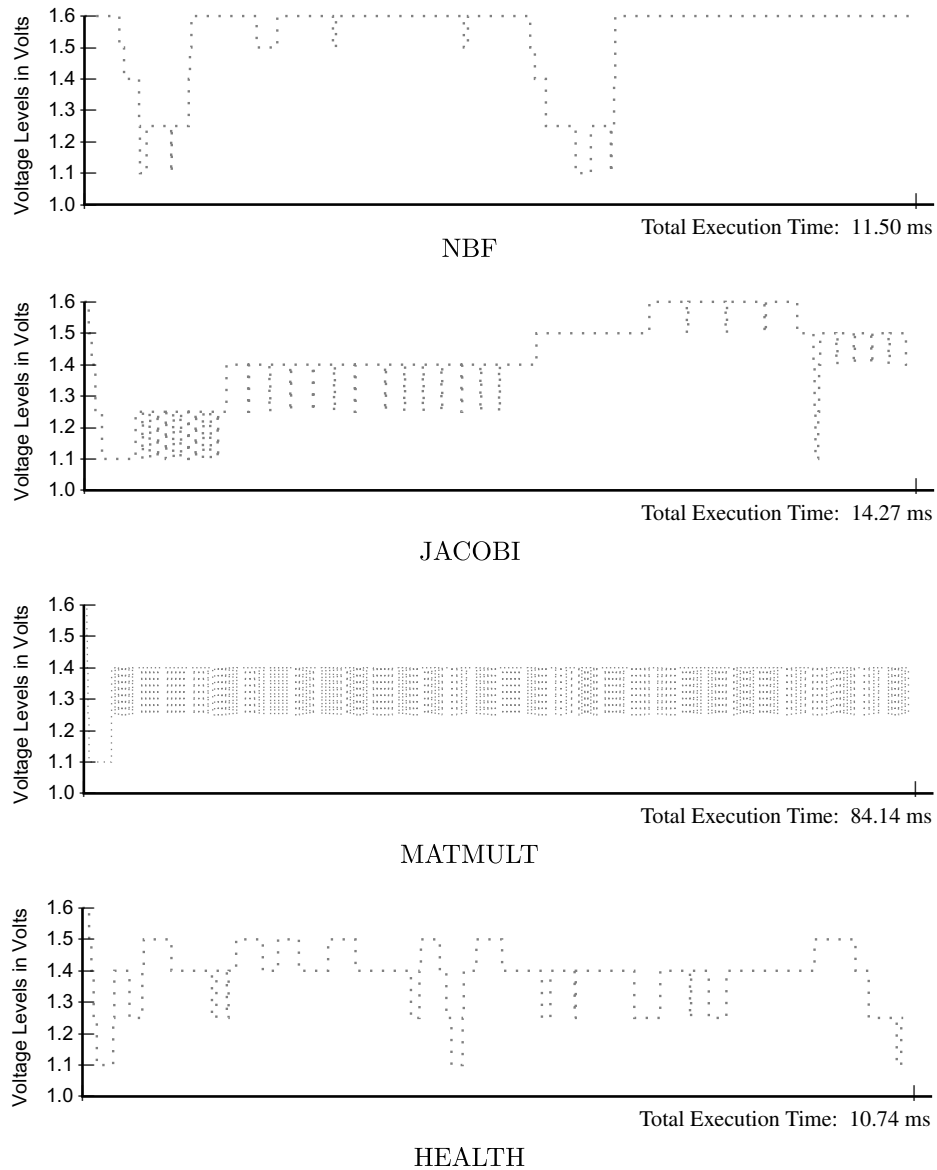 Voltage Levels in Volts
1.6
1.5
1.4
1.3
1.2
1.1
1.0
Total Execution Time: 11.50 ms
NBF
Voltage Levels in Volts
1.6
1.5
1.4
1.3
1.2
1.1
1.0
Total Execution Time: 14.27 ms
JACOBI
Voltage Levels in Volts
1.6
1.5
1.4
1.3
1.2
1.1
1.0
Total Execution Time: 84.14 ms
MATMULT
Voltage Levels in Volts
1.6
1.5
1.4
1.3
1.2
1.1
1.0
Total Execution Time: 10.74 ms
HEALTH